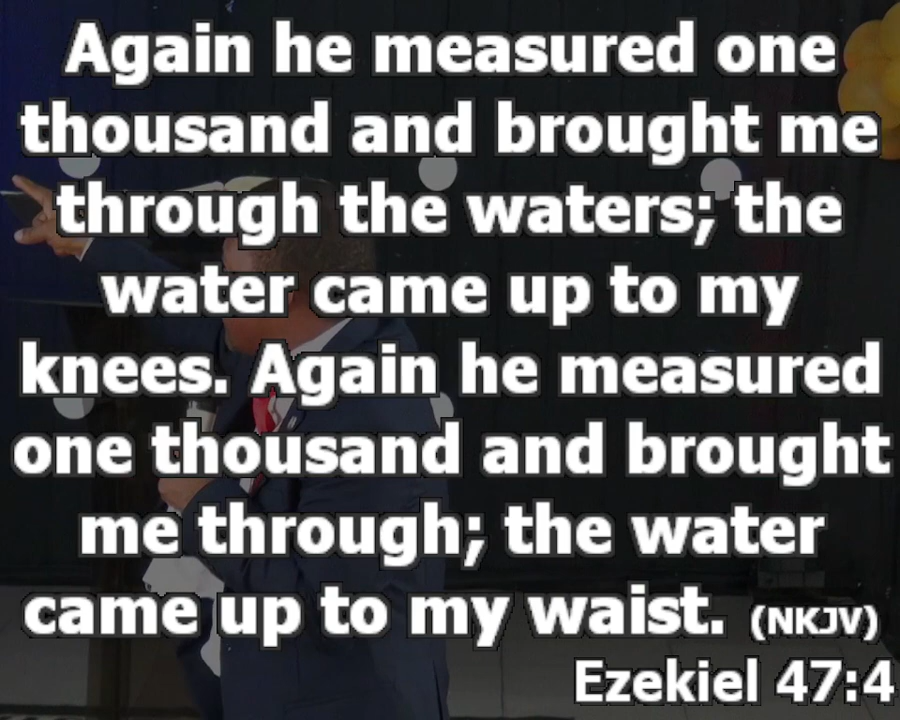 Again he measured one
thousand and brought me
through the waters; the
water came up to my
knees. Again he measured
one thousand and brought
me through; the water
came up to my waist. (NKJV)
Ezekiel 47:4